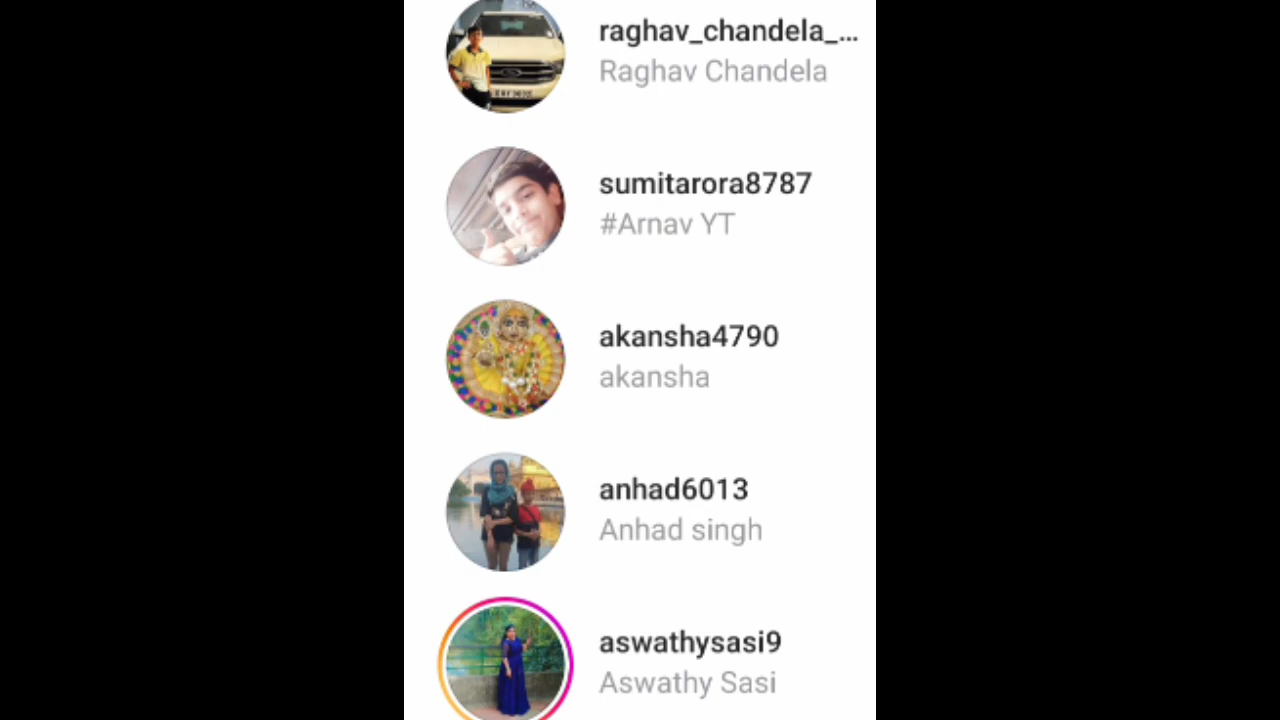 raghav_chandela_...
Raghav Chandela
sumitarora8787
#Arnav YT
akansha4790
akansha
anhad6013
Anhad singh
aswathysasi9
Aswathy Sasi